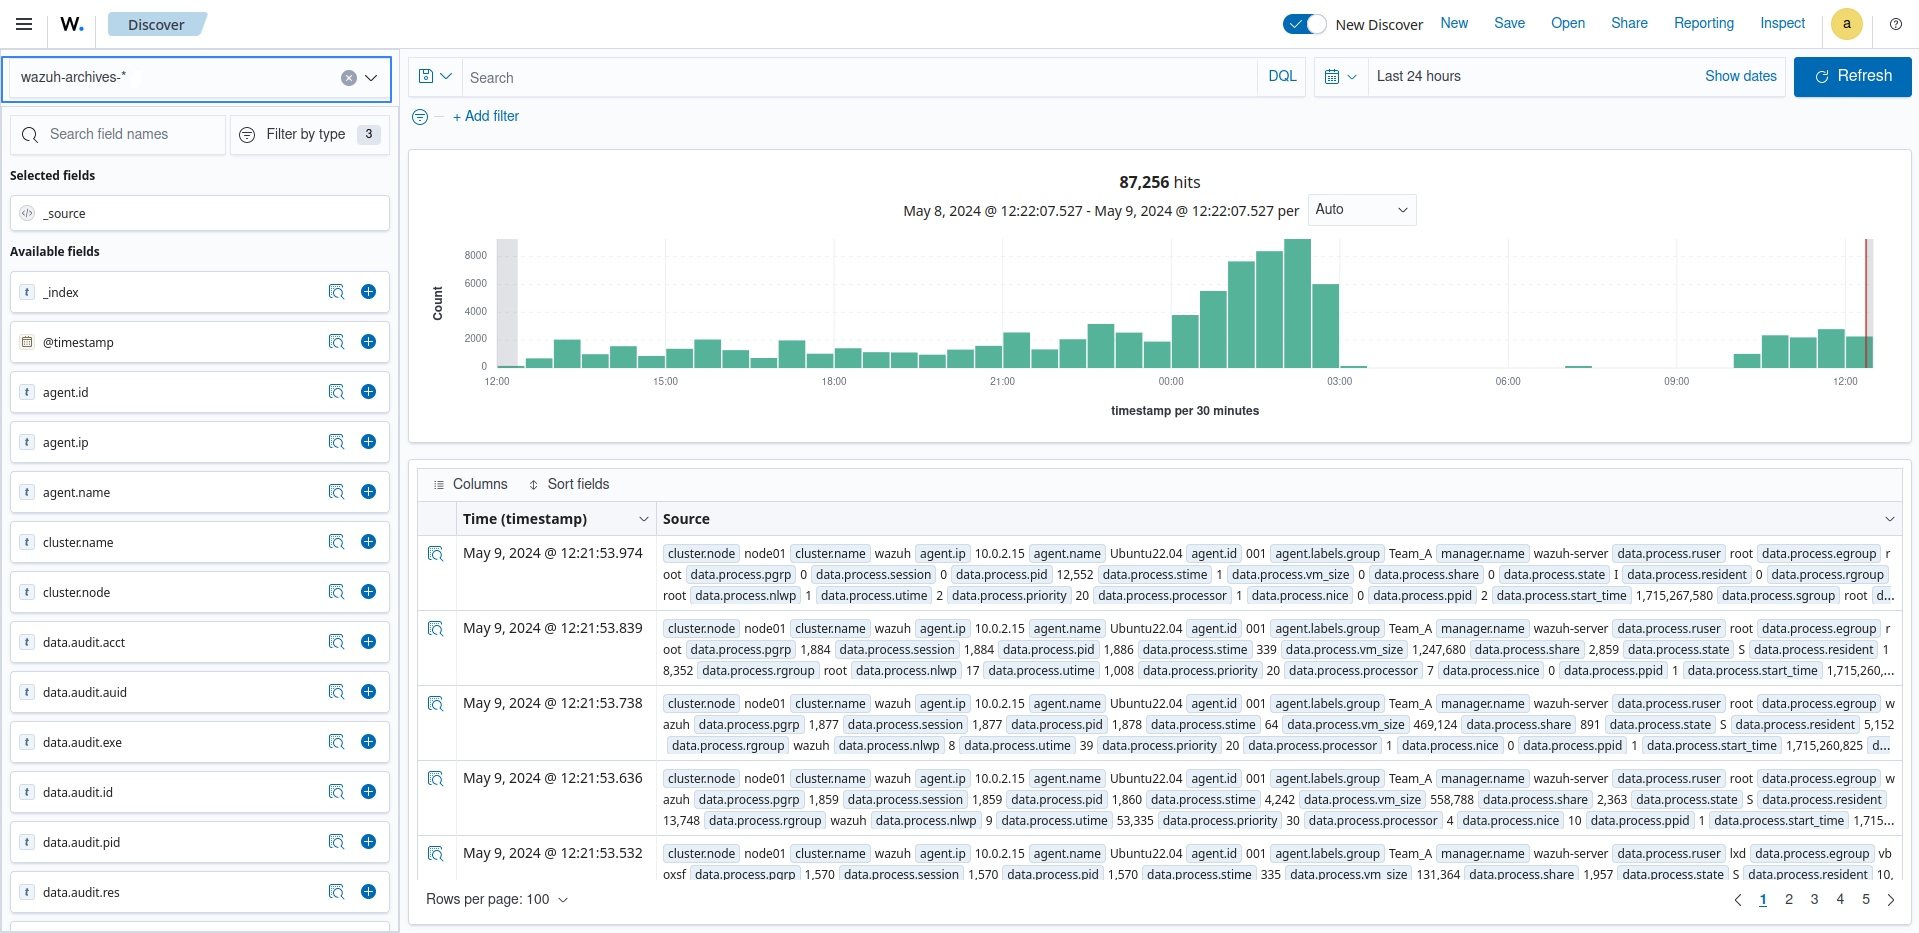 W. Discover New Discover New Save Open Share Reporting Inspect a
wazuh-archives-*
Search DQL Last 24 hours Show dates Refresh
+ Add filter
Search field names Filter by type 3
Selected fields
_source
Available fields
t _index
@timestamp
t agent.id
t agent.ip
t agent.name
t cluster.name
t cluster.node
t data.audit.acct
t data.audit.auid
t data.audit.exe
t data.audit.id
t data.audit.pid
t data.audit.res
87,256 hits
May 8, 2024 @ 12:22:07.527 - May 9, 2024 @ 12:22:07.527 per Auto
Count
8000
6000
4000
2000
0
12:00 15:00 18:00 21:00 00:00 03:00 06:00 09:00 12:00
timestamp per 30 minutes
Columns Sort fields
Time (timestamp) Source
May 9, 2024 @ 12:21:53.974 cluster.node node01 cluster.name wazuh agent.ip 10.0.2.15 agent.name Ubuntu22.04 agent.id 001 agent.labels.group Team_A manager.name wazuh-server data.process.ruser root data.process.egroup r
oot data.process.pgrp 0 data.process.session 0 data.process.pid 12,552 data.process.stime 1 data.process.vm_size 0 data.process.share 0 data.process.state I data.process.resident 0 data.process.rgroup
root data.process.nlwp 1 data.process.utime 2 data.process.priority 20 data.process.processor 1 data.process.nice 0 data.process.ppid 2 data.process.start_time 1,715,267,580 data.process.sgroup root d...
May 9, 2024 @ 12:21:53.839 cluster.node node01 cluster.name wazuh agent.ip 10.0.2.15 agent.name Ubuntu22.04 agent.id 001 agent.labels.group Team_A manager.name wazuh-server data.process.ruser root data.process.egroup r
oot data.process.pgrp 1,884 data.process.session 1,884 data.process.pid 1,886 data.process.stime 339 data.process.vm_size 1,247,680 data.process.share 2,859 data.process.state S data.process.resident 1
8,352 data.process.rgroup root data.process.nlwp 17 data.process.utime 1,008 data.process.priority 20 data.process.processor 7 data.process.nice 0 data.process.ppid 1 data.process.start_time 1,715,260,...
May 9, 2024 @ 12:21:53.738 cluster.node node01 cluster.name wazuh agent.ip 10.0.2.15 agent.name Ubuntu22.04 agent.id 001 agent.labels.group Team_A manager.name wazuh-server data.process.ruser root data.process.egroup w
azuh data.process.pgrp 1,877 data.process.session 1,877 data.process.pid 1,878 data.process.stime 64 data.process.vm_size 469,124 data.process.share 891 data.process.state S data.process.resident 5,152
data.process.rgroup wazuh data.process.nlwp 8 data.process.utime 39 data.process.priority 20 data.process.processor 1 data.process.nice 0 data.process.ppid 1 data.process.start_time 1,715,260,825 d...
May 9, 2024 @ 12:21:53.636 cluster.node node01 cluster.name wazuh agent.ip 10.0.2.15 agent.name Ubuntu22.04 agent.id 001 agent.labels.group Team_A manager.name wazuh-server data.process.ruser root data.process.egroup w
azuh data.process.pgrp 1,859 data.process.session 1,859 data.process.pid 1,860 data.process.stime 4,242 data.process.vm_size 558,788 data.process.share 2,363 data.process.state S data.process.resident
13,748 data.process.rgroup wazuh data.process.nlwp 9 data.process.utime 53,335 data.process.priority 30 data.process.processor 4 data.process.nice 10 data.process.ppid 1 data.process.start_time 1,715...
May 9, 2024 @ 12:21:53.532 cluster.node node01 cluster.name wazuh agent.ip 10.0.2.15 agent.name Ubuntu22.04 agent.id 001 agent.labels.group Team_A manager.name wazuh-server data.process.ruser lxd data.process.egroup vb
oxsf data.process.pgrp 1,570 data.process.session 1,570 data.process.pid 1,570 data.process.stime 335 data.process.vm_size 131,364 data.process.share 1,957 data.process.state S data.process.resident 10,
Rows per page: 100 1 2 3 4 5